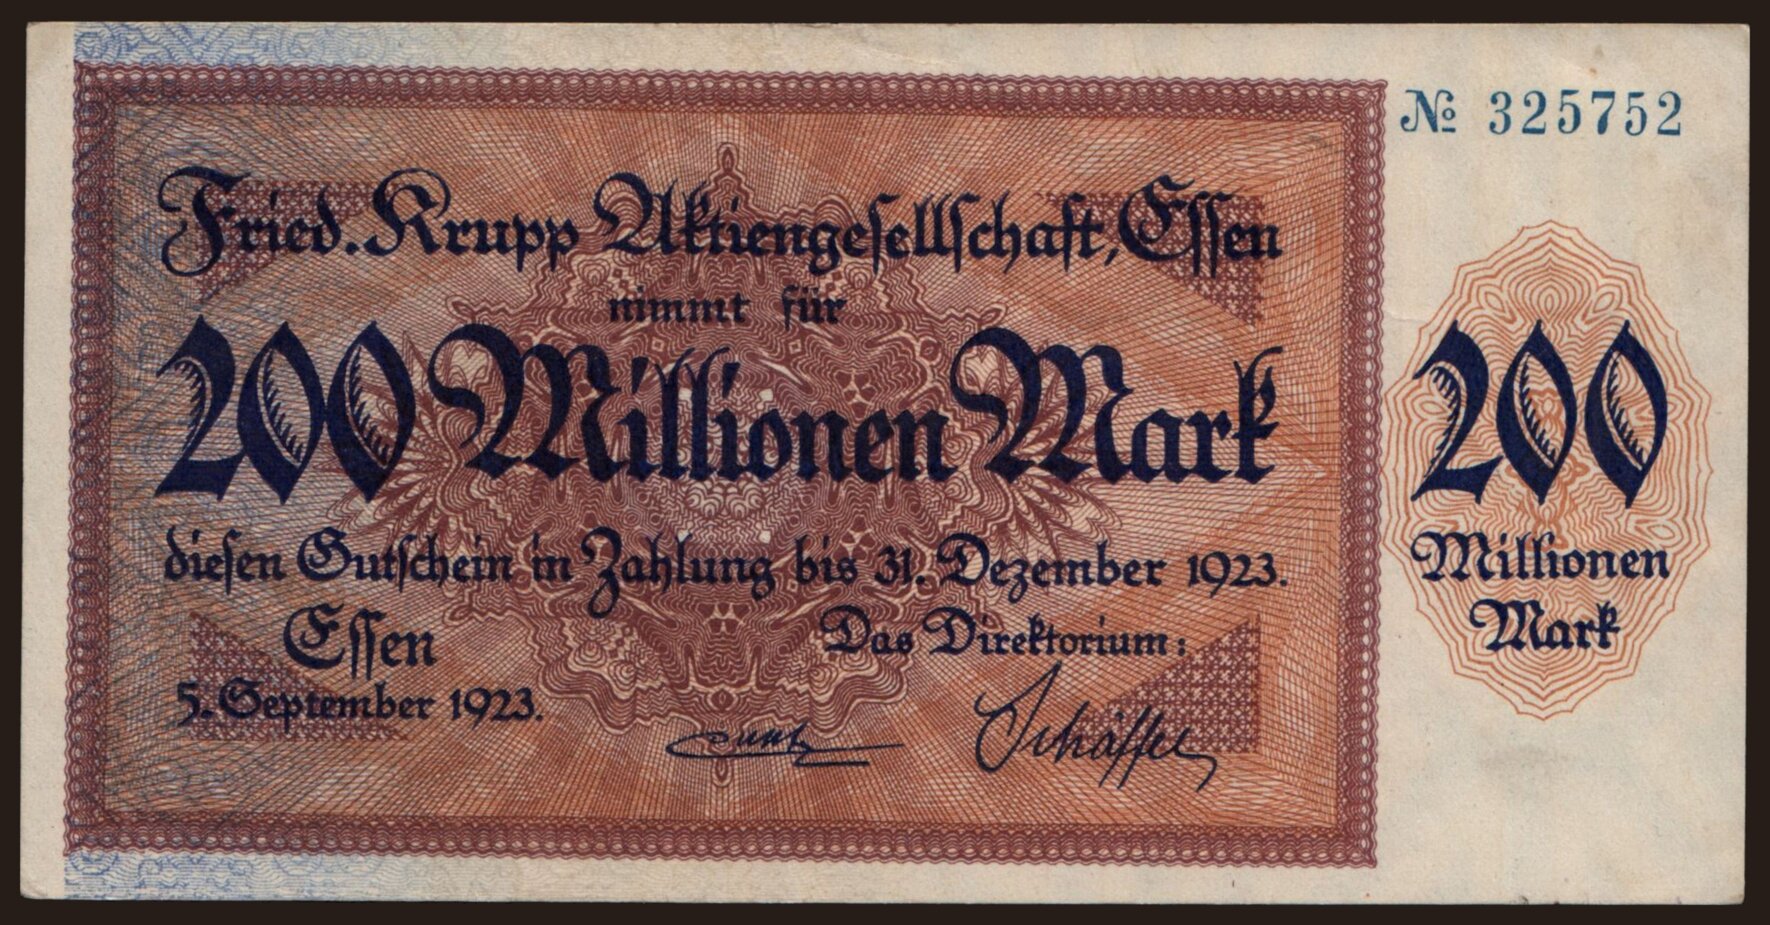 № 325752
Fried. Krupp Aktiengesellschaft, Essen
nimmt für
200 Millionen Mark
diesen Gutschein in Zahlung bis 31. Dezember 1923.
Essen
5. September 1923.
Das Direktorium:
Schäffer
200
Millionen
Mark